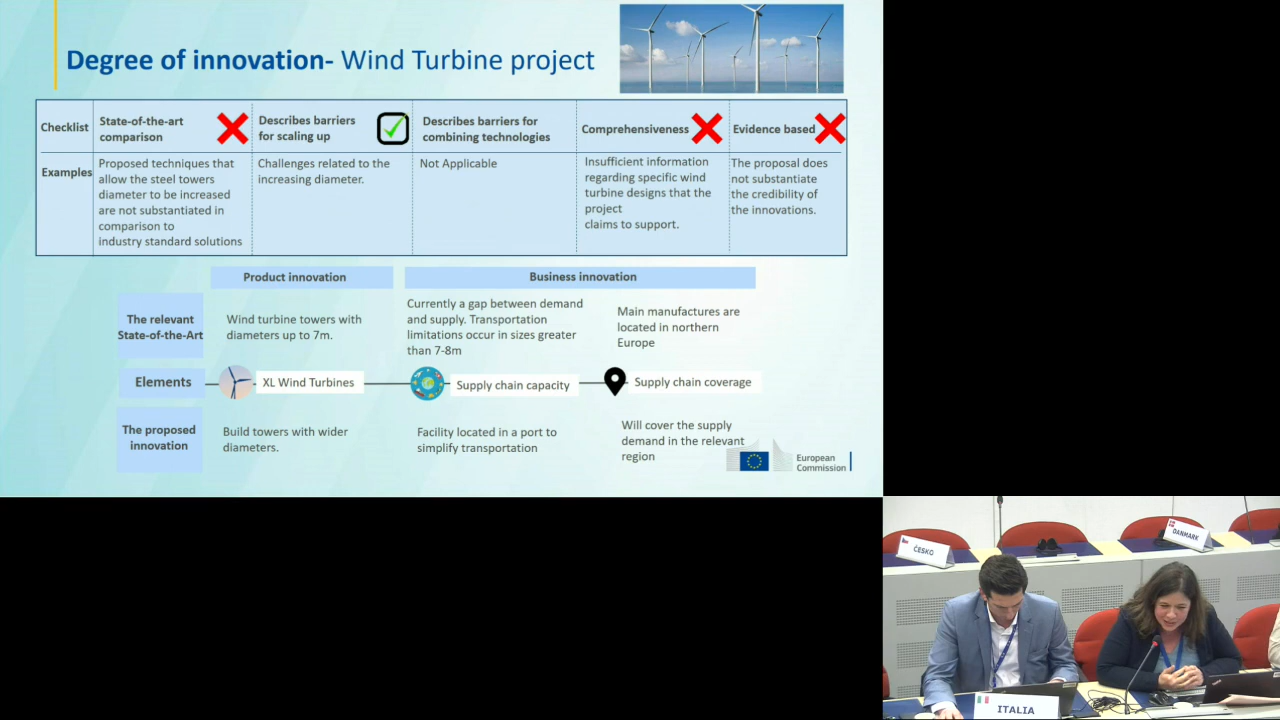 Degree of innovation- Wind Turbine project
Checklist
State-of-the-art
comparison
Describes barriers
for scaling up
Describes barriers for
combining technologies
Comprehensiveness
Evidence based
Examples
Proposed techniques that
allow the steel towers
diameter to be increased
are not substantiated in
comparison to
industry standard solutions
Challenges related to the
increasing diameter.
Not Applicable
Insufficient information
regarding specific wind
turbine designs that the
project
claims to support.
The proposal does
not substantiate
the credibility of
the innovations.
Product innovation
Business innovation
The relevant
State-of-the-Art
Wind turbine towers with
diameters up to 7m.
Currently a gap between demand
and supply. Transportation
limitations occur in sizes greater
than 7-8m
Main manufactures are
located in northern
Europe
Elements
XL Wind Turbines
Supply chain capacity
Supply chain coverage
The proposed
innovation
Build towers with wider
diameters.
Facility located in a port to
simplify transportation
Will cover the supply
demand in the relevant
region
European
Commission
ČESKO
DANMARK
ITALIA